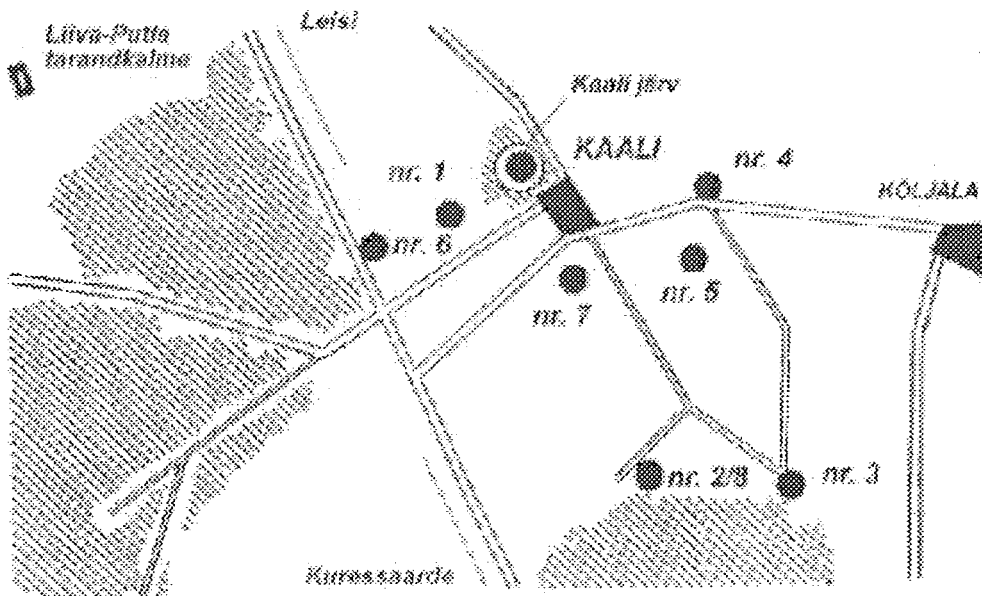 Leisi
Liiva-Putla
tarandkalme
Kaali järv
KAALI
nr. 1
nr. 4
KÕLJALA
nr. 6
nr. 5
nr. 7
nr. 2/8
nr. 3
Kuressaarde